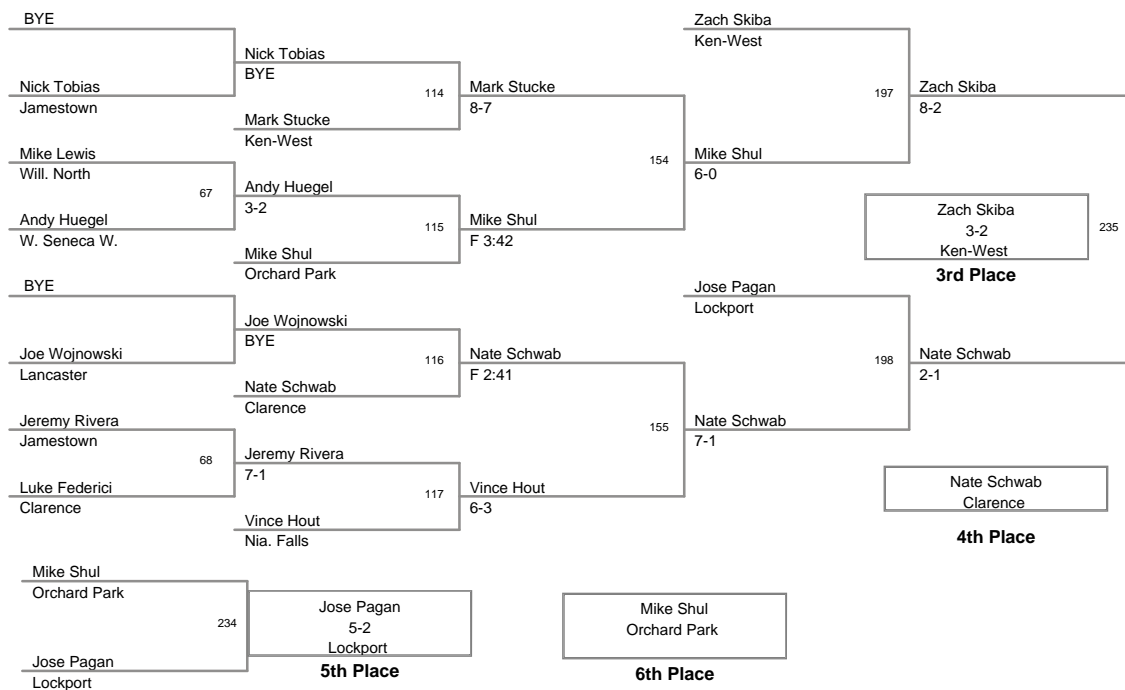 BYE
Nick Tobias
Jamestown
Nick Tobias
BYE
Mark Stucke
Ken-West
114
Mark Stucke
8-7
Mike Lewis
Will. North
67
Andy Huegel
W. Seneca W.
Andy Huegel
3-2
Mike Shul
Orchard Park
115
Mike Shul
F 3:42
154
Zach Skiba
Ken-West
Mike Shul
6-0
197
Zach Skiba
8-2
Zach Skiba
3-2
Ken-West
235
3rd Place
BYE
Joe Wojnowski
Lancaster
Joe Wojnowski
BYE
Nate Schwab
Clarence
116
Nate Schwab
F 2:41
Jeremy Rivera
Jamestown
68
Luke Federici
Clarence
Jeremy Rivera
7-1
Vince Hout
Nia. Falls
117
Vince Hout
6-3
155
Jose Pagan
Lockport
Nate Schwab
7-1
198
Nate Schwab
2-1
Nate Schwab
Clarence
4th Place
Mike Shul
Orchard Park
234
Jose Pagan
Lockport
Jose Pagan
5-2
Lockport
5th Place
Mike Shul
Orchard Park
6th Place